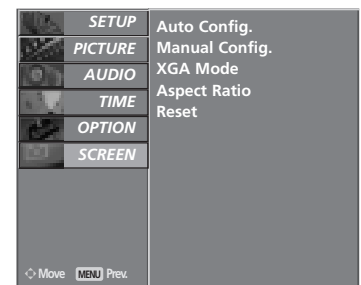 SETUP
PICTURE
AUDIO
TIME
OPTION
SCREEN
Auto Config.
Manual Config.
XGA Mode
Aspect Ratio
Reset
Move MENU Prev.